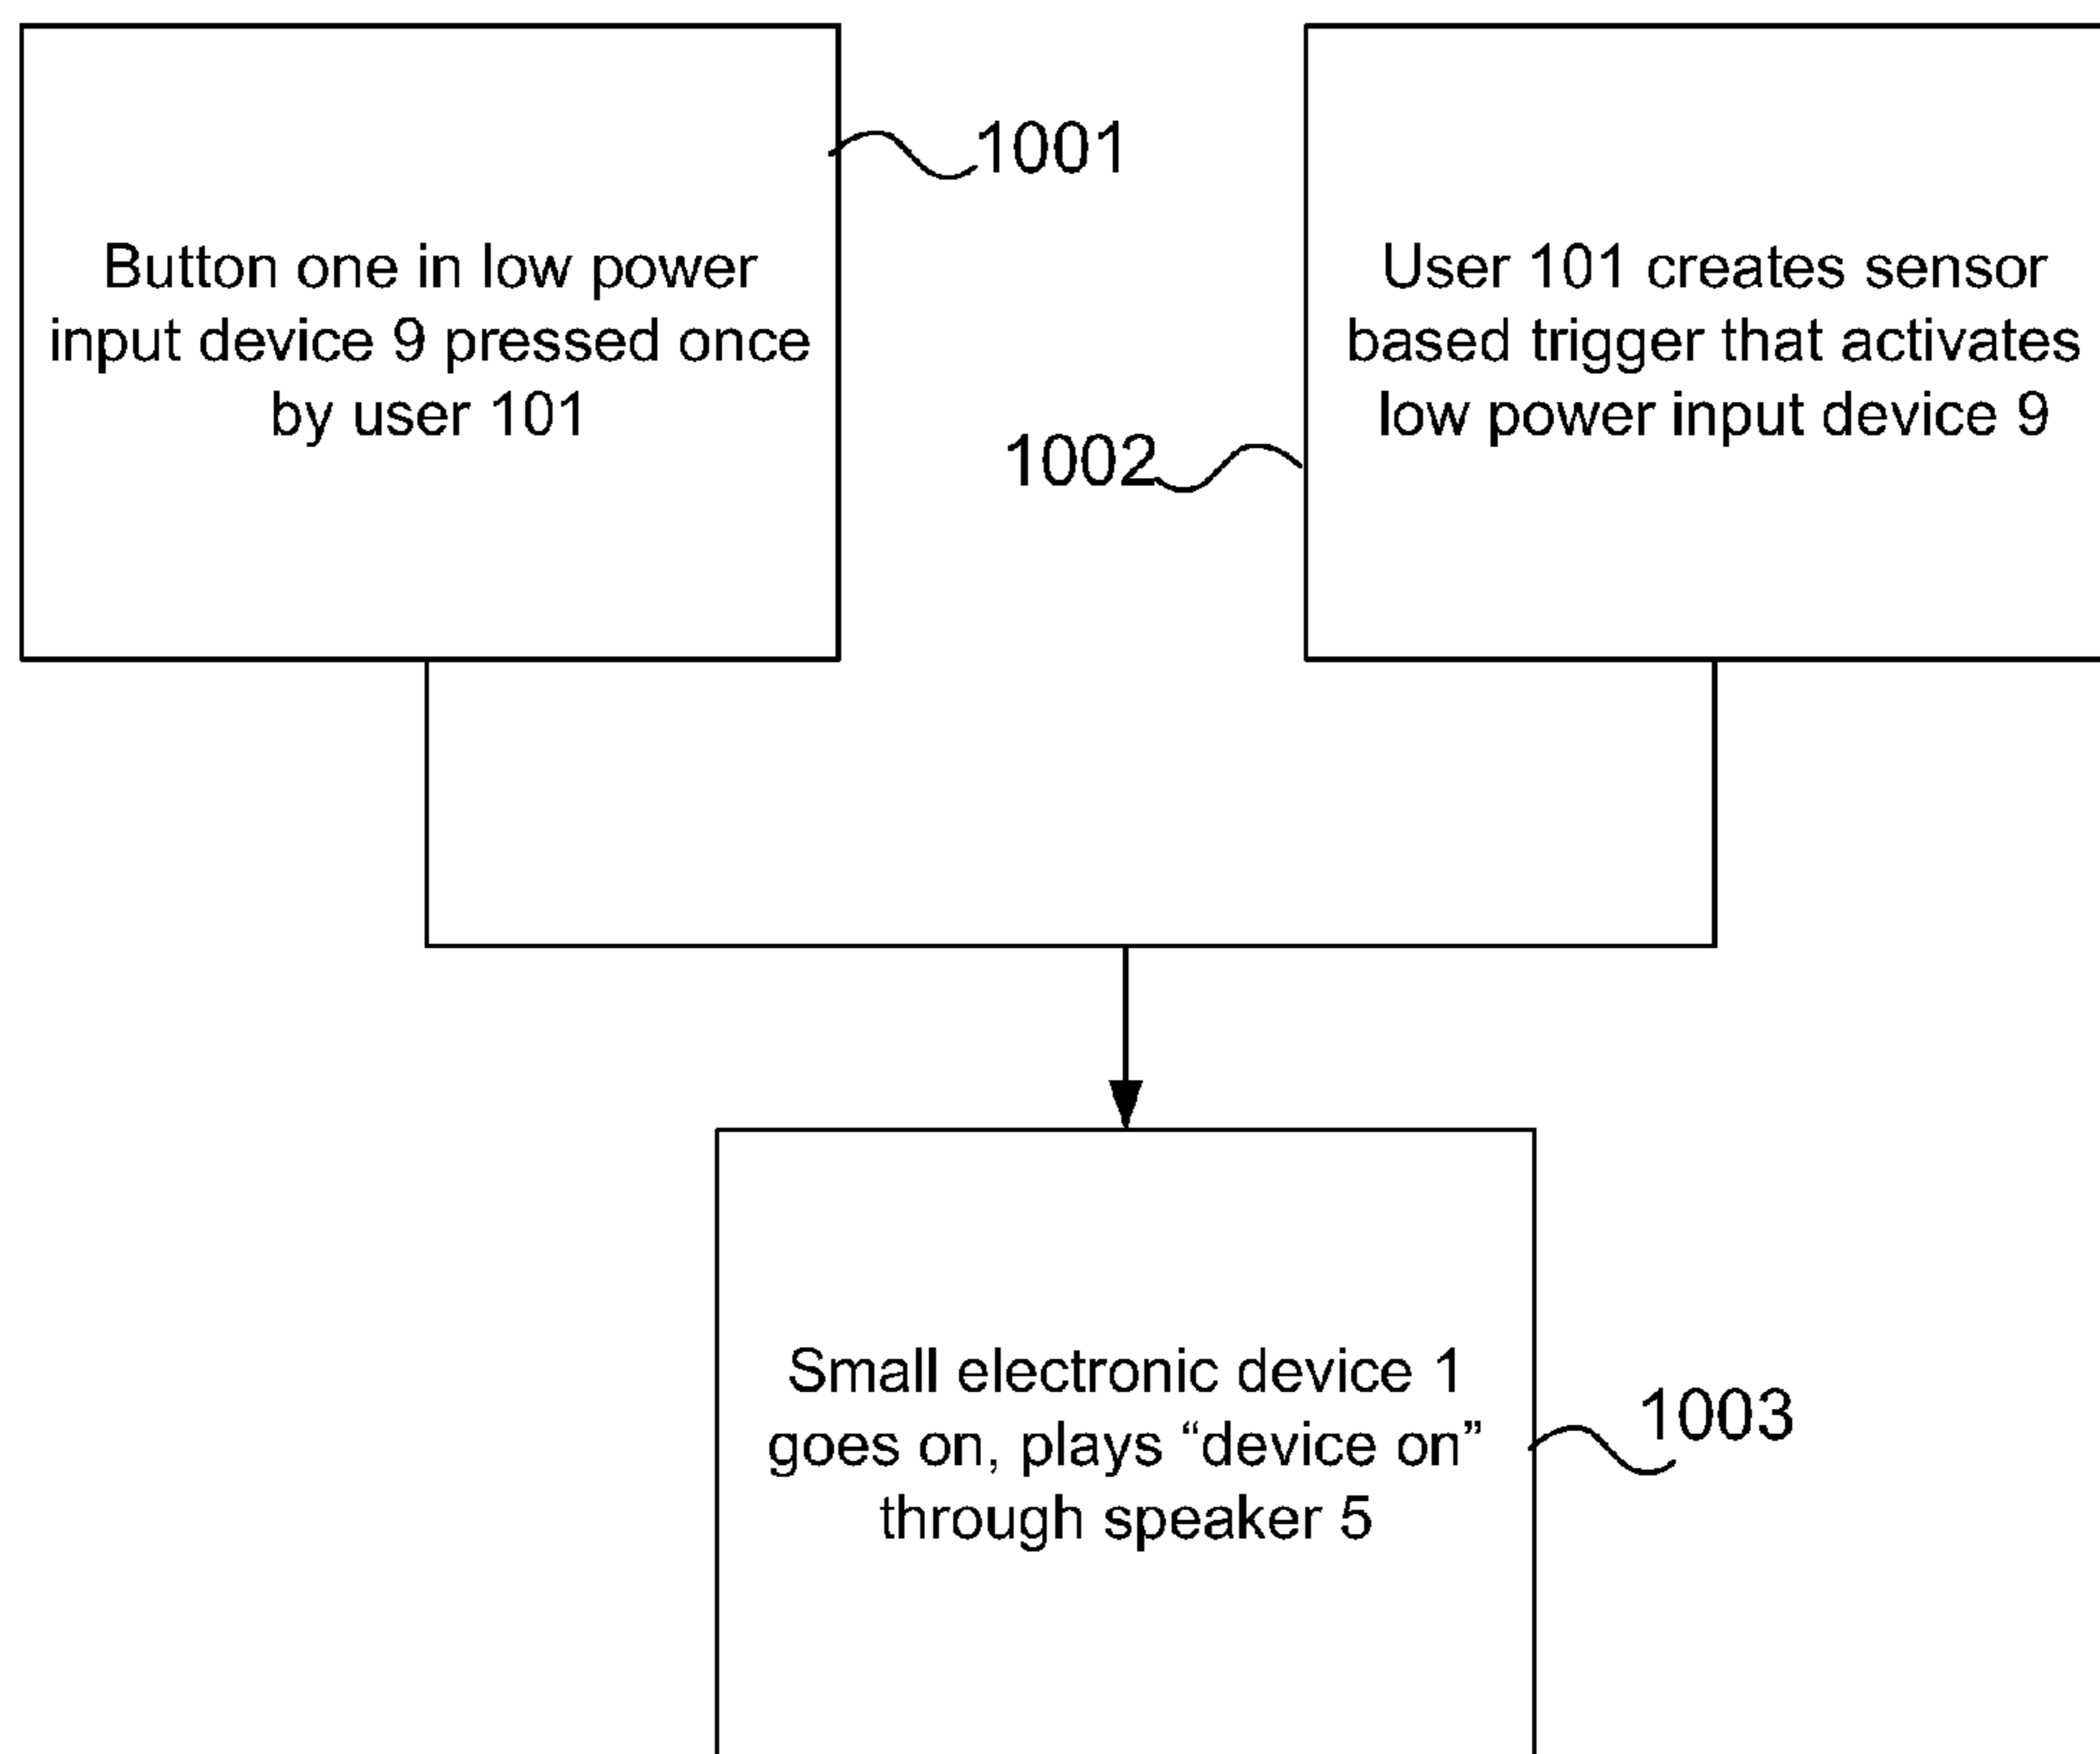 Button one in low power
input device 9 pressed once
by user 101
1001
User 101 creates sensor
based trigger that activates
low power input device 9
1002
Small electronic device 1
goes on, plays “device on”
through speaker 5
1003